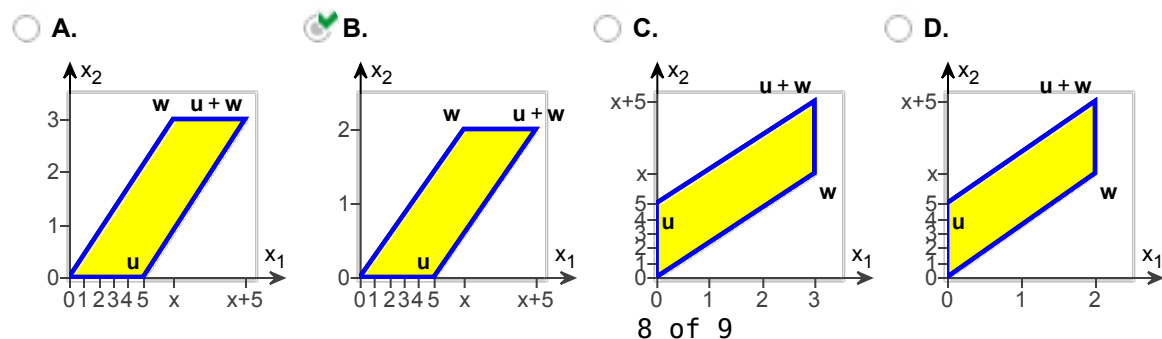 A. B. C. D.
x2 x2 x2 x2
w u + w w u + w u + w u + w
3 2 x+5 x+5
2 x x
1 1 5 5
w w
4 4
u u
3 3
2 2
u u 1 1
0 0 0 0
x1 x1 x1 x1
0 1 2 3 4 5 x x+5 0 1 2 3 4 5 x x+5 0 1 2 3 0 1 2
8 of 9